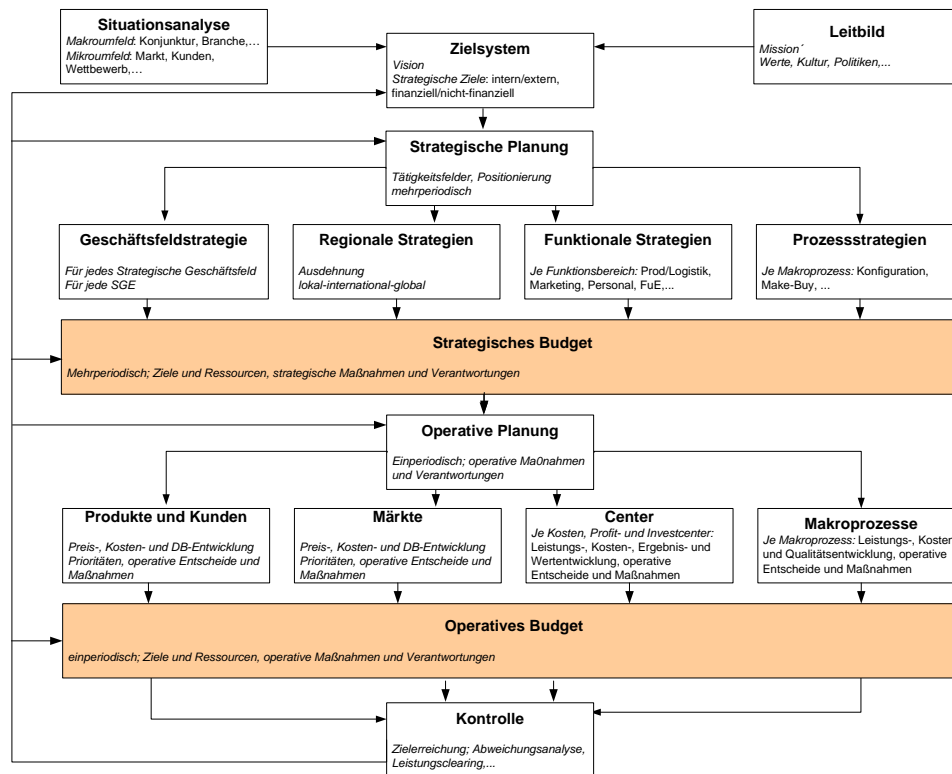 Situationsanalyse
Makroumfeld: Konjunktur, Branche,…
Mikroumfeld: Markt, Kunden,
Wettbewerb,…
Zielsystem
Vision
Strategische Ziele: intern/extern,
finanziell/nicht-finanziell
Leitbild
Mission´
Werte, Kultur, Politiken,...
Strategische Planung
Tätigkeitsfelder, Positionierung
mehrperiodisch
Geschäftsfeldstrategie
Für jedes Strategische Geschäftsfeld
Für jede SGE
Regionale Strategien
Ausdehnung
lokal-international-global
Funktionale Strategien
Je Funktionsbereich: Prod/Logistik,
Marketing, Personal, FuE,...
Prozessstrategien
Je Makroprozess: Konfiguration,
Make-Buy, ...
Strategisches Budget
Mehrperiodisch; Ziele und Ressourcen, strategische Maßnahmen und Verantwortungen
Operative Planung
Einperiodisch; operative Ma0nahmen
und Verantwortungen
Produkte und Kunden
Preis-, Kosten- und DB-Entwicklung
Prioritäten, operative Entscheide und
Maßnahmen
Märkte
Preis-, Kosten- und DB-Entwicklung
Prioritäten, operative Entscheide und
Maßnahmen
Center
Je Kosten, Profit- und Investcenter:
Leistungs-, Kosten-, Ergebnis- und
Wertentwicklung, operative
Entscheide und Maßnahmen
Makroprozesse
Je Makroprozess: Leistungs-, Kosten
und Qualitätsentwicklung, operative
Entscheide und Maßnahmen
Operatives Budget
einperiodisch; Ziele und Ressourcen, operative Maßnahmen und Verantwortungen
Kontrolle
Zielerreichung; Abweichungsanalyse,
Leistungsclearing,...